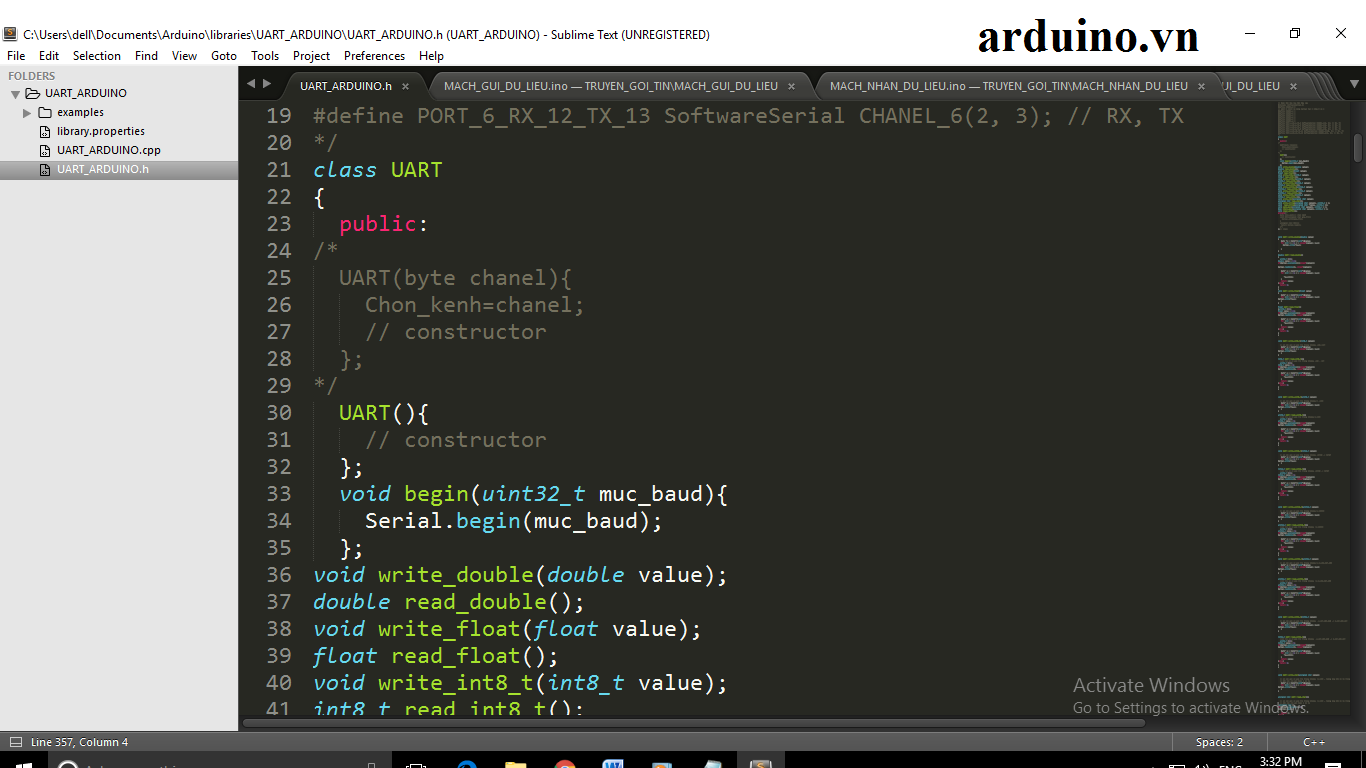 C:\Users\dell\Documents\Arduino\libraries\UART_ARDUINO\UART_ARDUINO.h (UART_ARDUINO) - Sublime Text (UNREGISTERED)
arduino.vn
File Edit Selection Find View Goto Tools Project Preferences Help
FOLDERS
UART_ARDUINO
examples
library.properties
UART_ARDUINO.cpp
UART_ARDUINO.h
UART_ARDUINO.h × MACH_GUI_DU_LIEU.ino — TRUYEN_GOI_TIN\MACH_GUI_DU_LIEU × MACH_NHAN_DU_LIEU.ino — TRUYEN_GOI_TIN\MACH_NHAN_DU_LIEU × UI_DU_LIEU ×
19 #define PORT_6_RX_12_TX_13 SoftwareSerial CHANEL_6(2, 3); // RX, TX
20 */
21 class UART
22 {
23 public:
24 /*
25 UART(byte chanel){
26 Chon_kenh=chanel;
27 // constructor
28 };
29 */
30 UART(){
31 // constructor
32 };
33 void begin(uint32_t muc_baud){
34 Serial.begin(muc_baud);
35 };
36 void write_double(double value);
37 double read_double();
38 void write_float(float value);
39 float read_float();
40 void write_int8_t(int8_t value);
41 int8_t read_int8_t();
Activate Windows
Go to Settings to activate Windows.
Line 357, Column 4
Spaces: 2
C++
ENG
3:32 PM